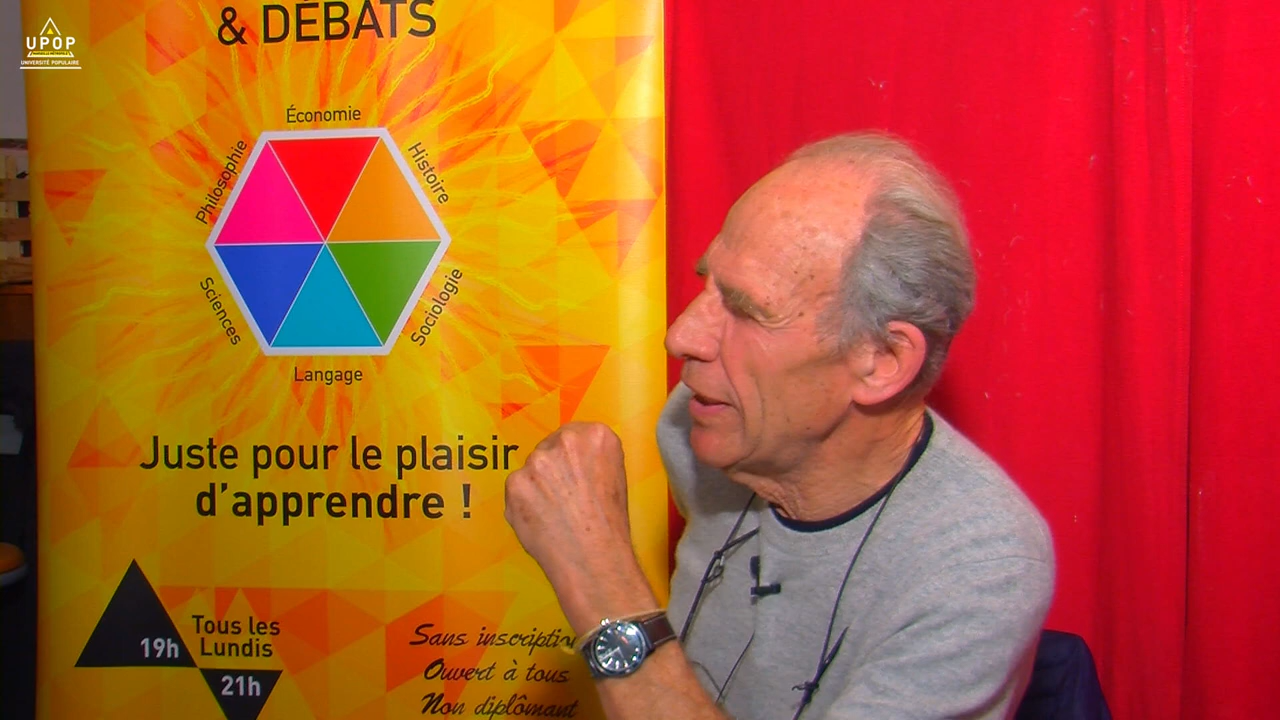 UPOP
UNIVERSITÉ POPULAIRE
& DÉBATS
Économie
Philosophie
Histoire
Sciences
Sociologie
Langage
Juste pour le plaisir
d'apprendre !
19h
Tous les
Lundis
21h
Sans inscriptio
Ouvert à tous
Non diplômant